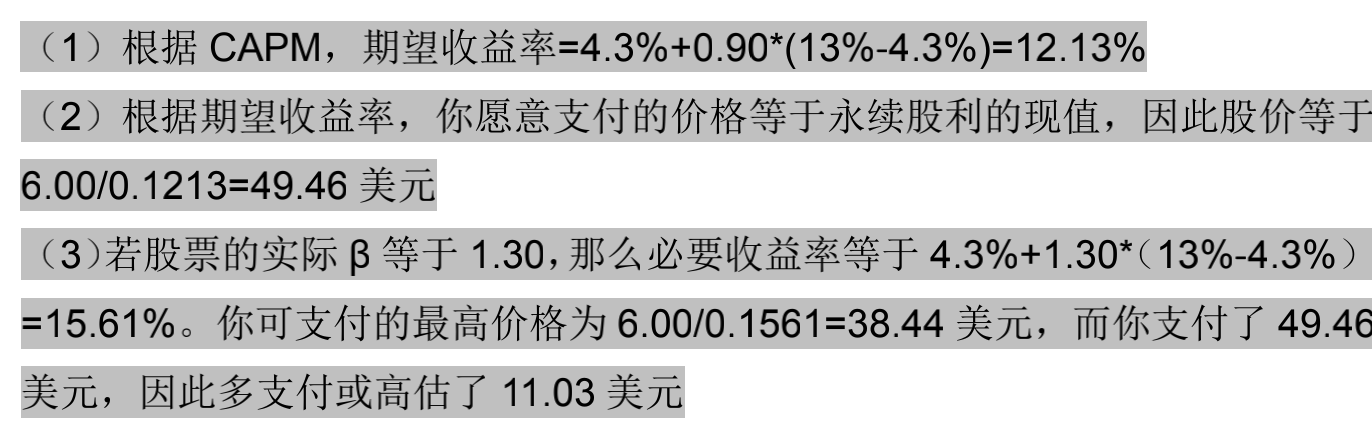 （1）根据 CAPM，期望收益率=4.3%+0.90*(13%-4.3%)=12.13%
（2）根据期望收益率，你愿意支付的价格等于永续股利的现值，因此股价等于
6.00/0.1213=49.46 美元
（3）若股票的实际 β 等于 1.30，那么必要收益率等于 4.3%+1.30*（13%-4.3%）
=15.61%。你可支付的最高价格为 6.00/0.1561=38.44 美元，而你支付了 49.46
美元，因此多支付或高估了 11.03 美元